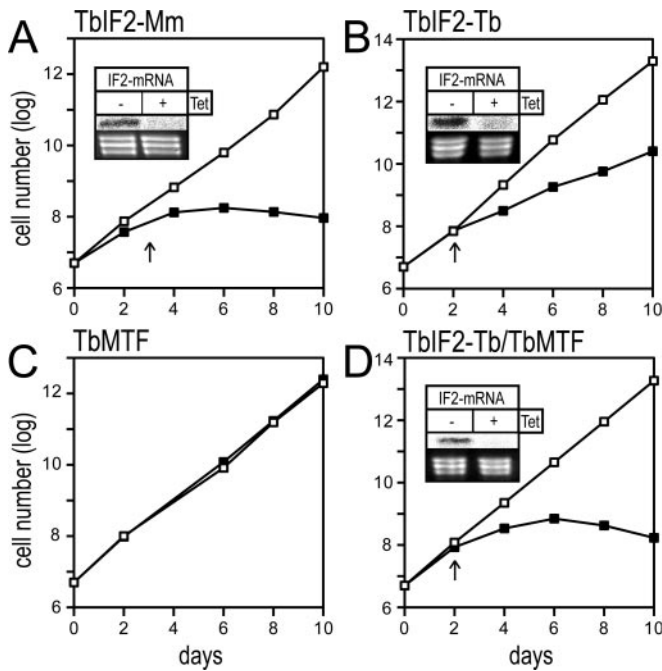 A TbIF2-Mm
B TbIF2-Tb
IF2-mRNA
- + Tet
12
10
8
6
cell number (log)
0 2 4 6 8 10
IF2-mRNA
- + Tet
14
12
10
8
6
0 2 4 6 8 10
C TbMTF
D TbIF2-Tb/TbMTF
12
10
8
6
cell number (log)
0 2 4 6 8 10
days
IF2-mRNA
- + Tet
14
12
10
8
6
0 2 4 6 8 10
days